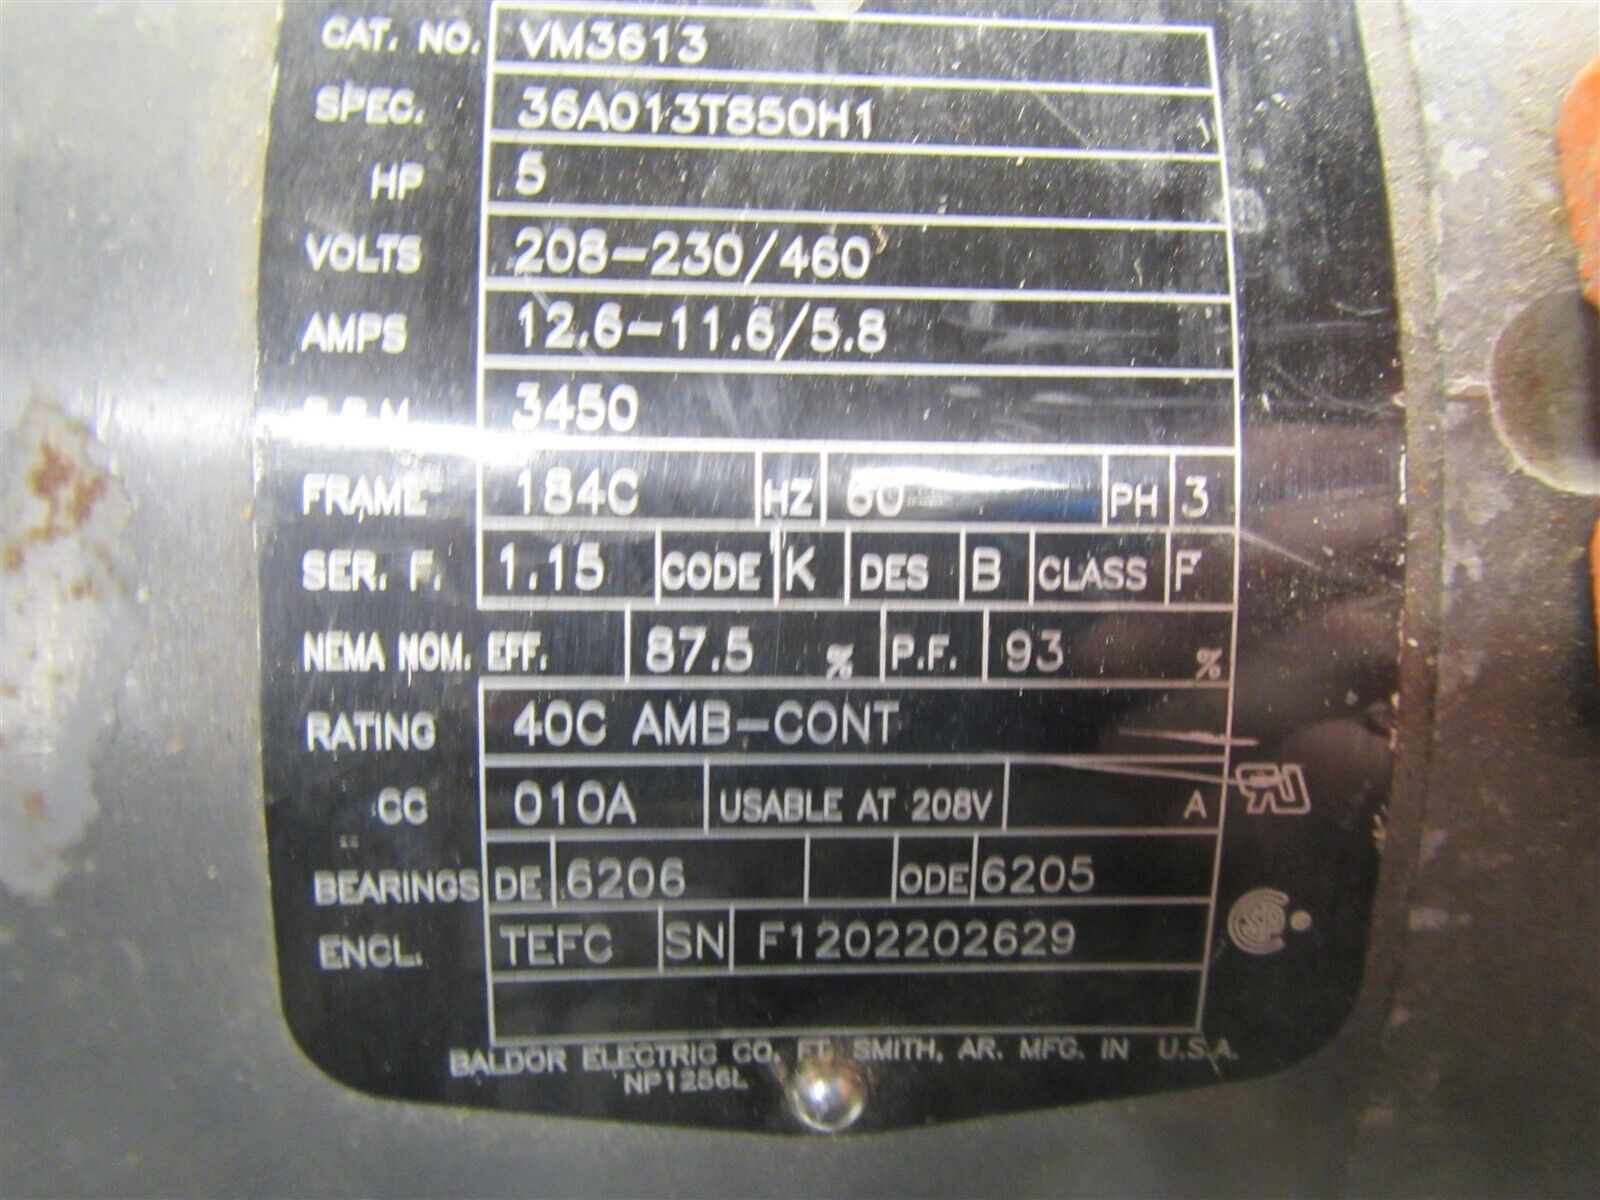 CAT. NO. VM3613
SPEC. 36A013T850H1
HP 5
VOLTS 208-230/460
AMPS 12.6-11.6/5.8
R.P.M. 3450
FRAME 184C HZ 60 PH 3
SER. F. 1.15 CODE K DES B CLASS F
NEMA NOM. EFF. 87.5 % P.F. 93 %
RATING 40C AMB-CONT
CC 010A USABLE AT 208V A
BEARINGS DE 6206 ODE 6205
ENCL. TEFC SN F1202202629
BALDOR ELECTRIC CO. FT. SMITH, AR. MFG. IN U.S.A.
NP1256L